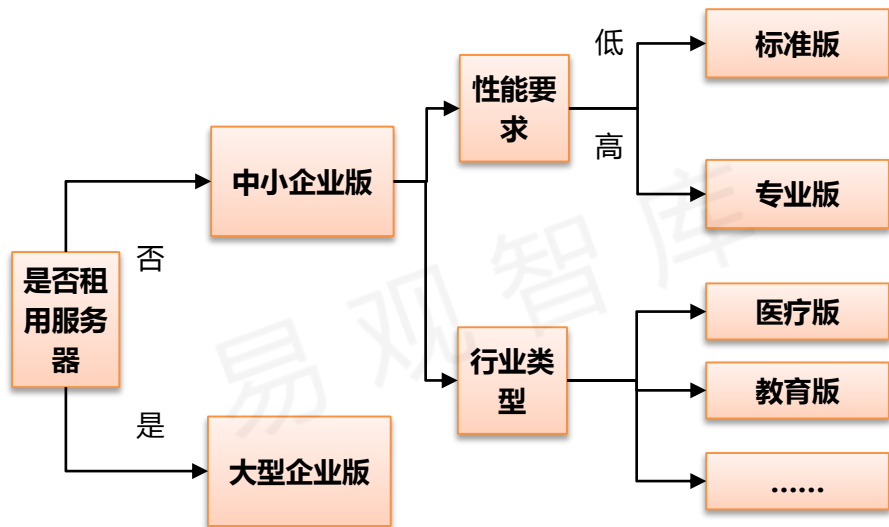 低
标准版
性能要
求
高
中小企业版
专业版
否
是否租
用服务
器
医疗版
行业类
型
教育版
是
大型企业版
……
易观智库